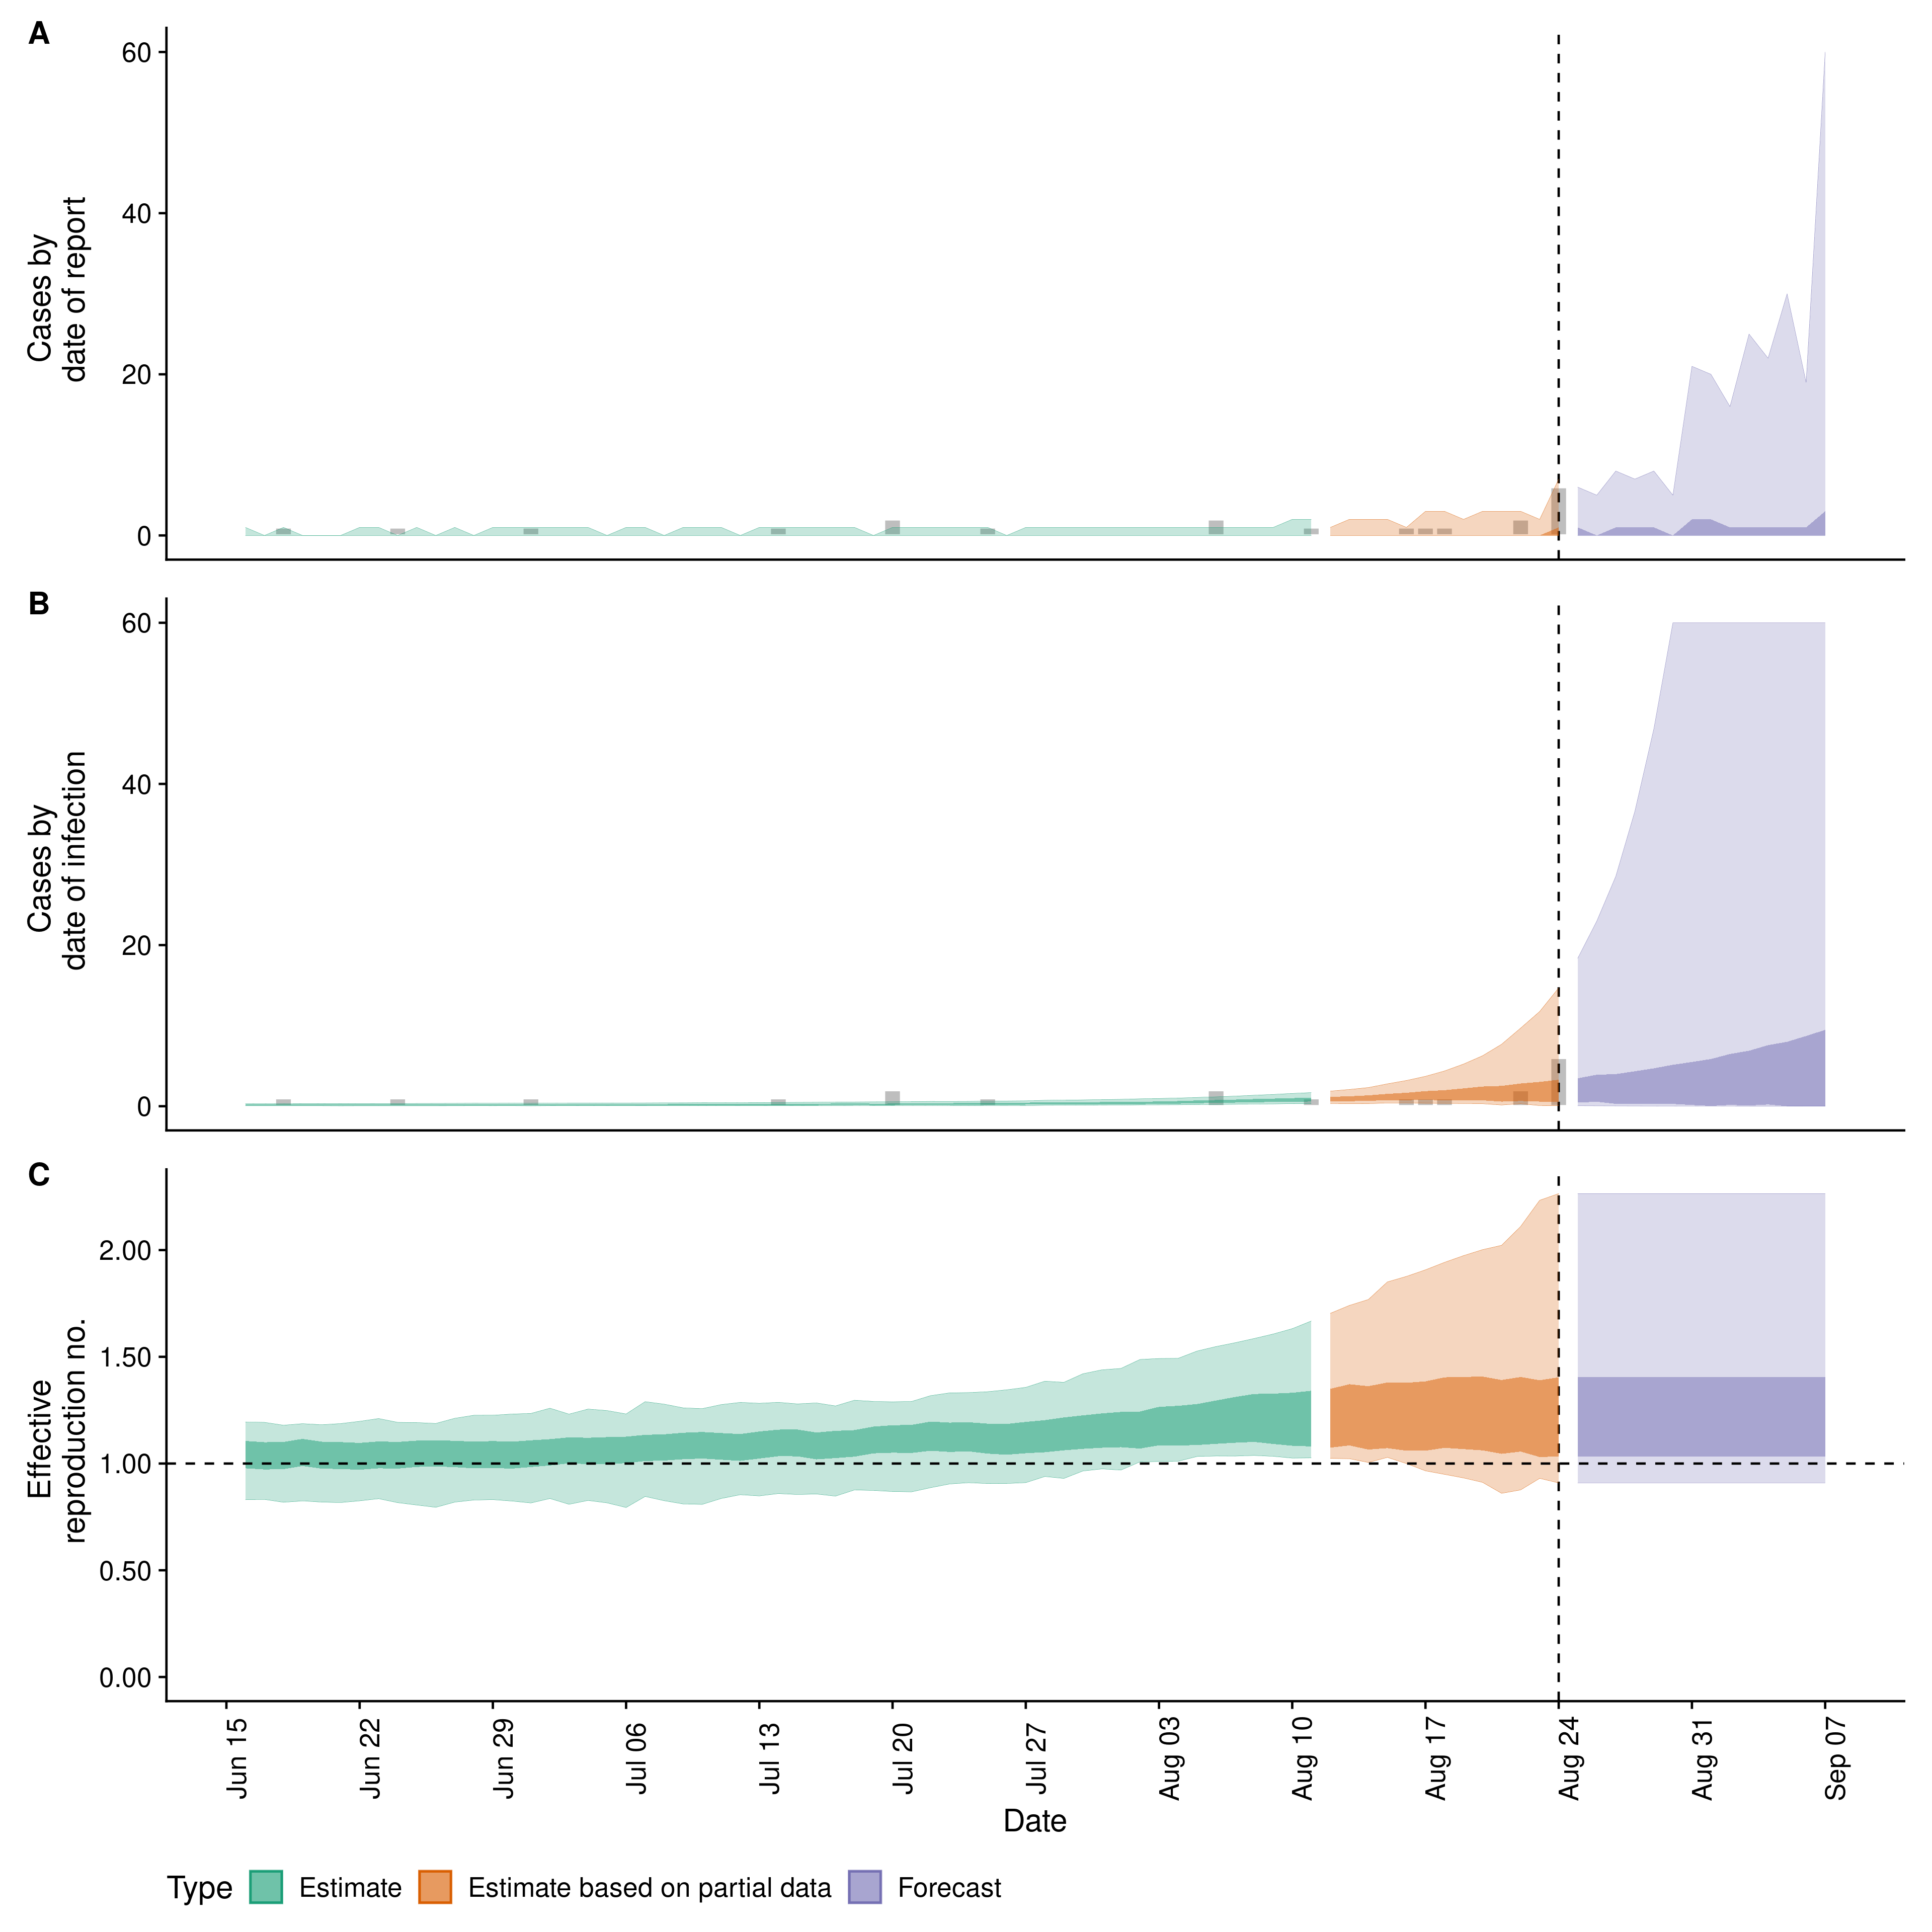 A
60
40
20
0
Cases by
date of report
B
60
40
20
0
Cases by
date of infection
C
2.00
1.50
1.00
0.50
0.00
Effective
reproduction no.
Jun 15
Jun 22
Jun 29
Jul 06
Jul 13
Jul 20
Jul 27
Aug 03
Aug 10
Aug 17
Aug 24
Aug 31
Sep 07
Date
Type Estimate Estimate based on partial data Forecast